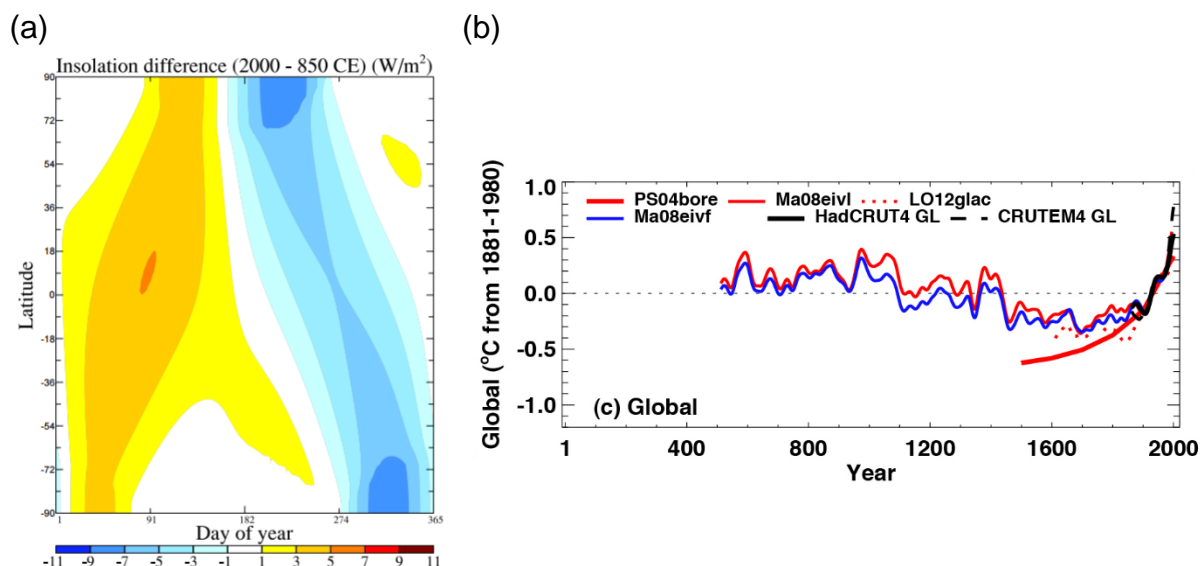 (a)
Insolation difference (2000 - 850 CE) (W/m²)
90
72
54
36
18
0
-18
-36
-54
-72
-90
Latitude
1 91 182 274 365
Day of year
-11 -9 -7 -5 -3 -1 1 3 5 7 9 11
(b)
Global (°C from 1881-1980)
1.0
0.5
0.0
-0.5
-1.0
PS04bore Ma08eivl LO12glac
Ma08eivf HadCRUT4 GL CRUTEM4 GL
(c) Global
1 400 800 1200 1600 2000
Year